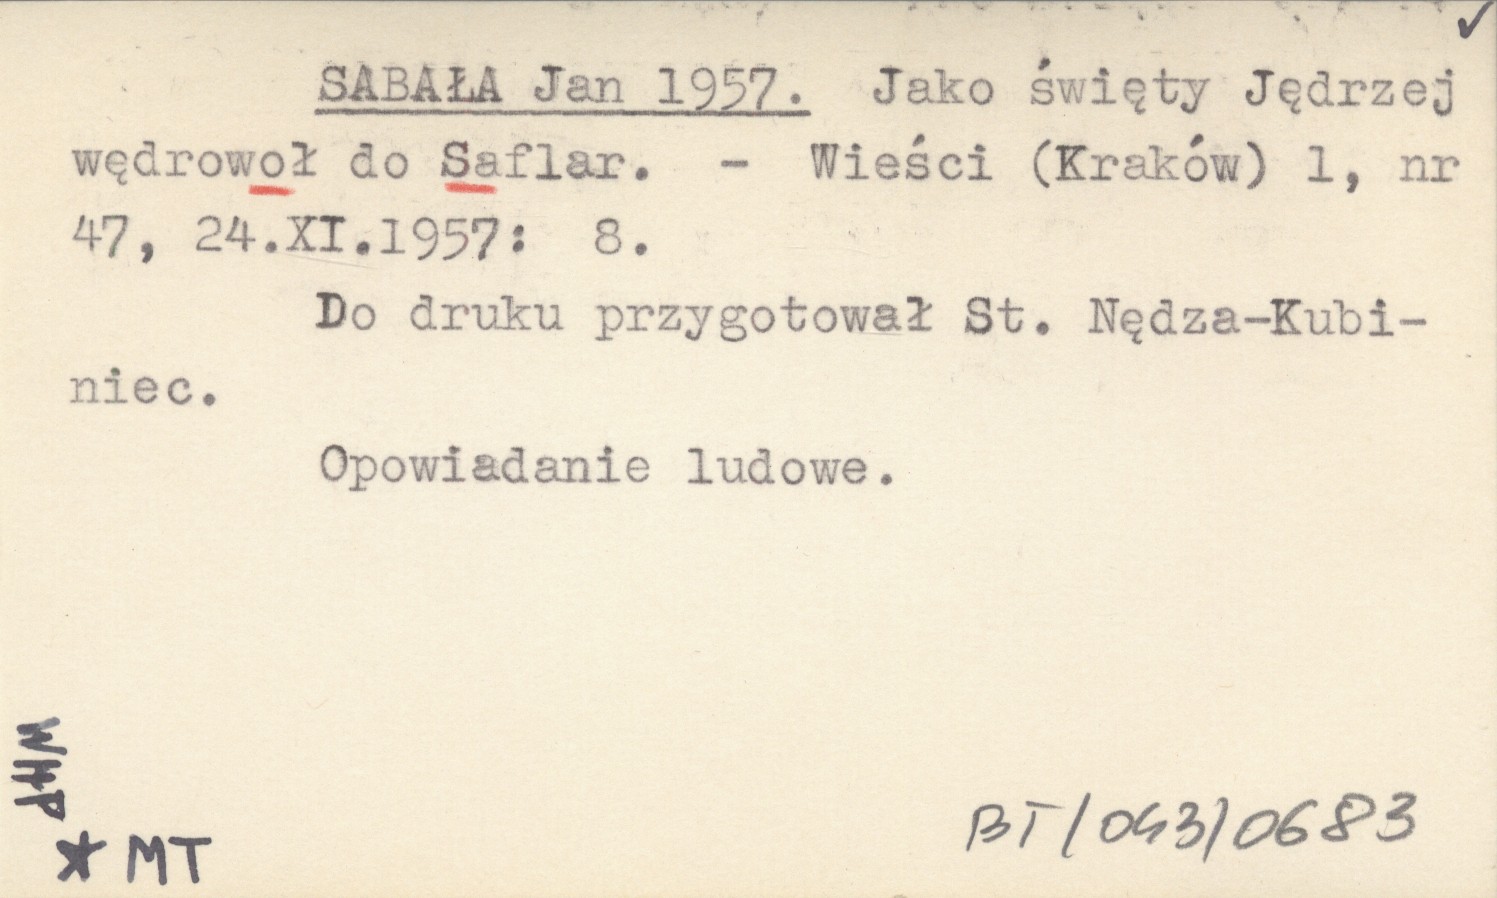 ✓
SABAŁA Jan 1957. Jako święty Jędrzej
wędrowoł do Saflar. - Wieści (Kraków) 1, nr
47, 24.XI.1957: 8.
Do druku przygotował St. Nędza-Kubi-
niec.
Opowiadanie ludowe.
WHP
* MT
BT/043/0683